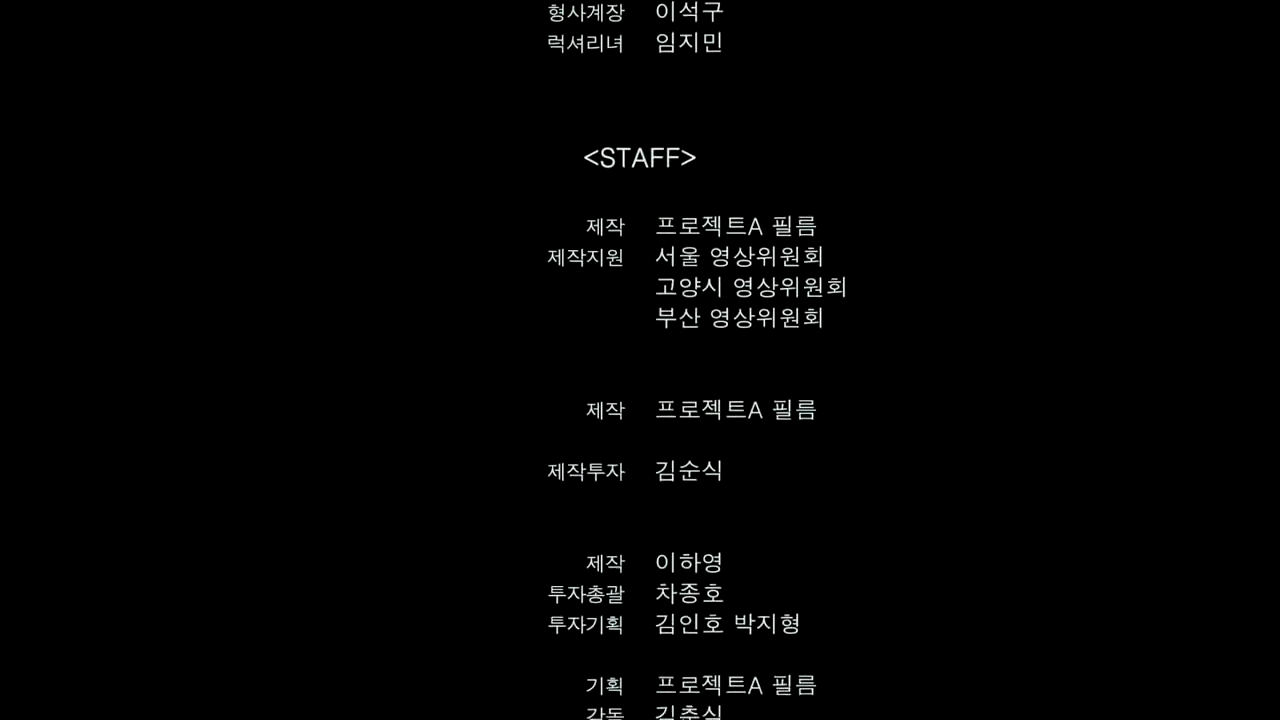 형사계장 이석구
럭셔리녀 임지민
<STAFF>
제작 프로젝트A 필름
제작지원 서울 영상위원회
고양시 영상위원회
부산 영상위원회
제작 프로젝트A 필름
제작투자 김순식
제작 이하영
투자총괄 차종호
투자기획 김인호 박지형
기획 프로젝트A 필름
감독